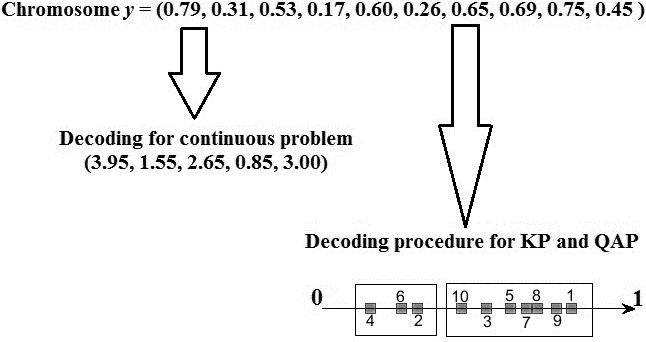 Chromosome y = (0.79, 0.31, 0.53, 0.17, 0.60, 0.26, 0.65, 0.69, 0.75, 0.45 )
Decoding for continuous problem
(3.95, 1.55, 2.65, 0.85, 3.00)
Decoding procedure for KP and QAP
0 6 10 5 8 1 1
4 2 3 7 9